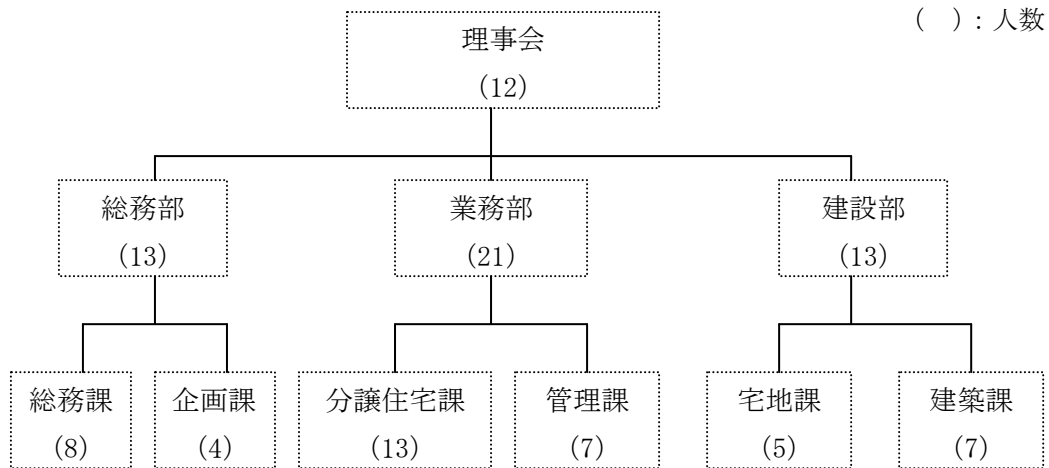 ( ): 人数
理事会
(12)
総務部
(13)
業務部
(21)
建設部
(13)
総務課
(8)
企画課
(4)
分譲住宅課
(13)
管理課
(7)
宅地課
(5)
建築課
(7)